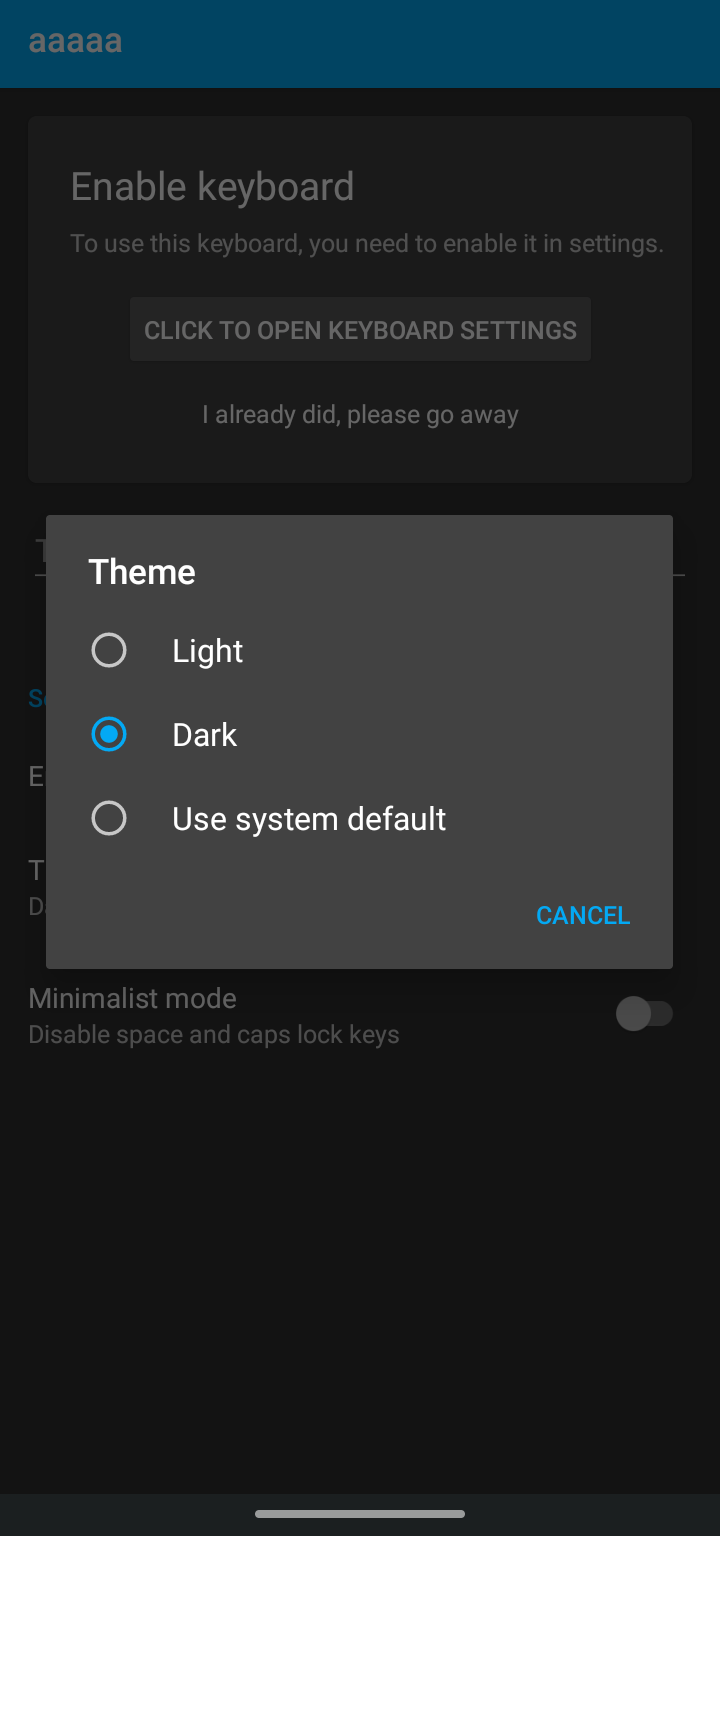 aaaaa
Enable keyboard
To use this keyboard, you need to enable it in settings.
CLICK TO OPEN KEYBOARD SETTINGS
I already did, please go away
Theme
Light
Dark
Use system default
CANCEL
Minimalist mode
Disable space and caps lock keys